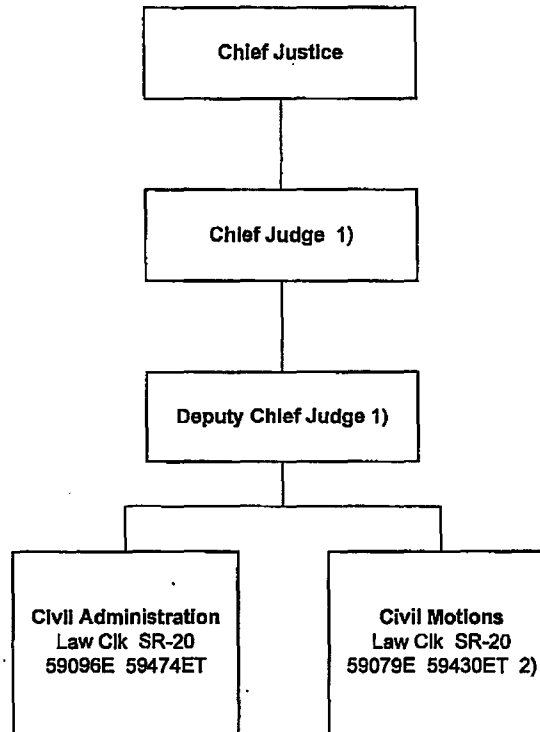 Chief Justice
Chief Judge 1)
Deputy Chief Judge 1)
Civil Administration
Law Clk SR-20
59096E 59474ET
Civil Motions
Law Clk SR-20
59079E 59430ET 2)